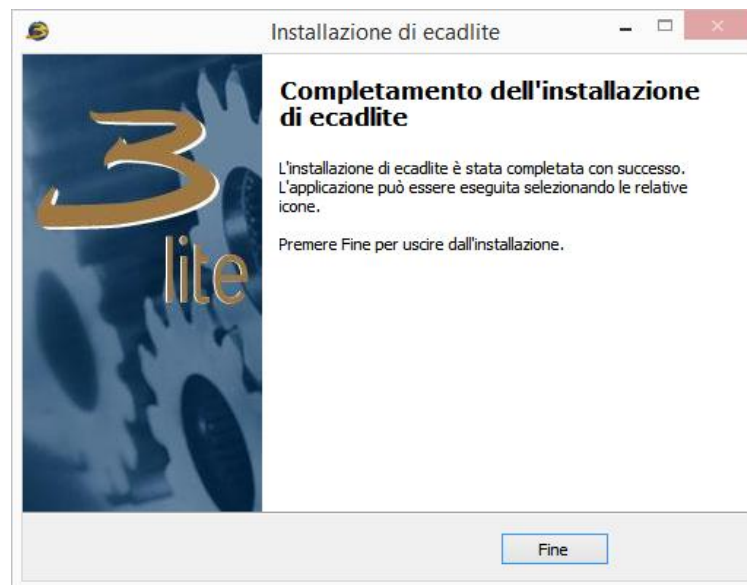 Installazione di ecadlite
3
lite
Completamento dell'installazione
di ecadlite
L'installazione di ecadlite è stata completata con successo.
L'applicazione può essere eseguita selezionando le relative
icone.
Premere Fine per uscire dall'installazione.
Fine